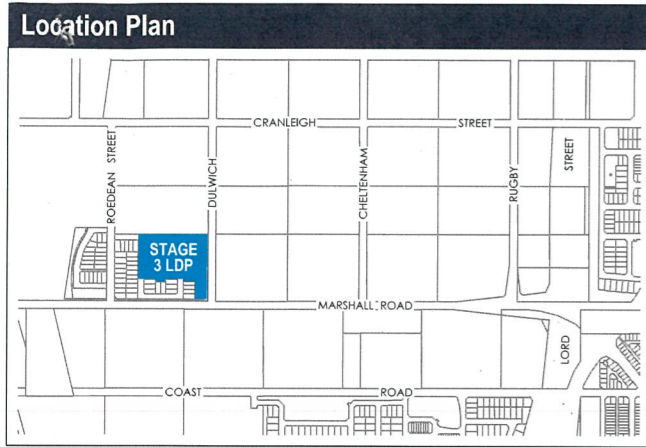 Location Plan
CRANLEIGH STREET
ROEDEAN STREET
DULWICH
CHELTENHAM
RUGBY
STREET
STAGE
3 LDP
MARSHALL ROAD
LORD
COAST ROAD